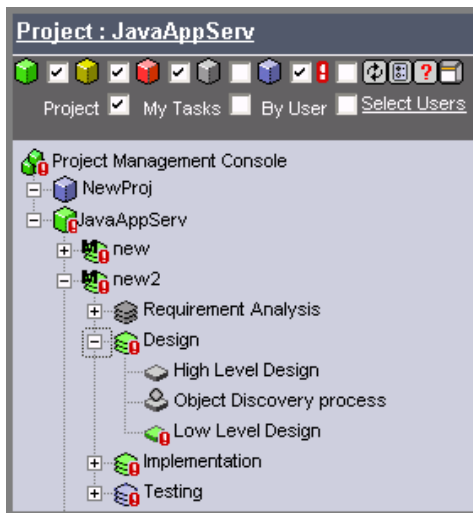 Project : JavaAppServ
Project My Tasks By User Select Users
Project Management Console
NewProj
JavaAppServ
new
new2
Requirement Analysis
Design
High Level Design
Object Discovery process
Low Level Design
Implementation
Testing